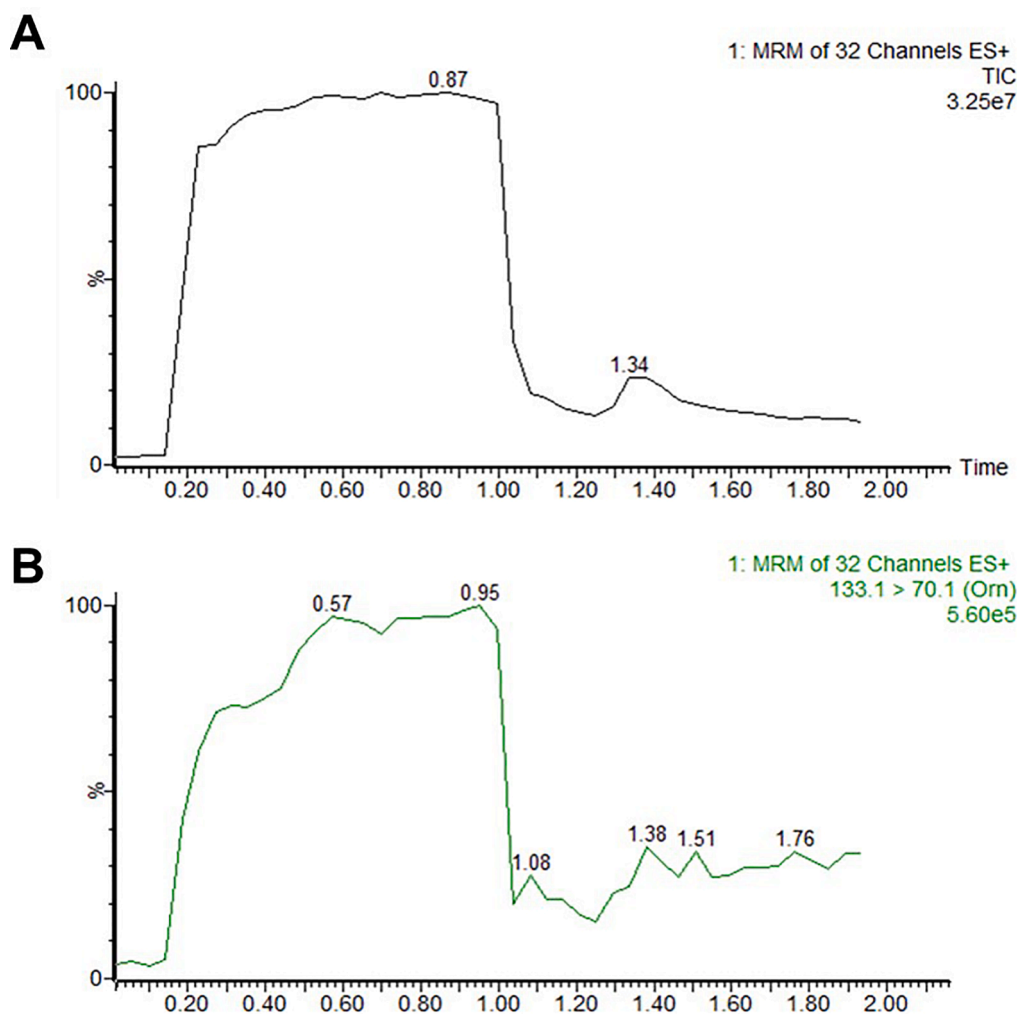 A
1: MRM of 32 Channels ES+
TIC
3.25e7
0.87
100
%
1.34
0
Time
0.20 0.40 0.60 0.80 1.00 1.20 1.40 1.60 1.80 2.00
B
1: MRM of 32 Channels ES+
133.1 > 70.1 (Orn)
5.60e5
0.57 0.95
100
%
1.38 1.51 1.76
1.08
0
0.20 0.40 0.60 0.80 1.00 1.20 1.40 1.60 1.80 2.00